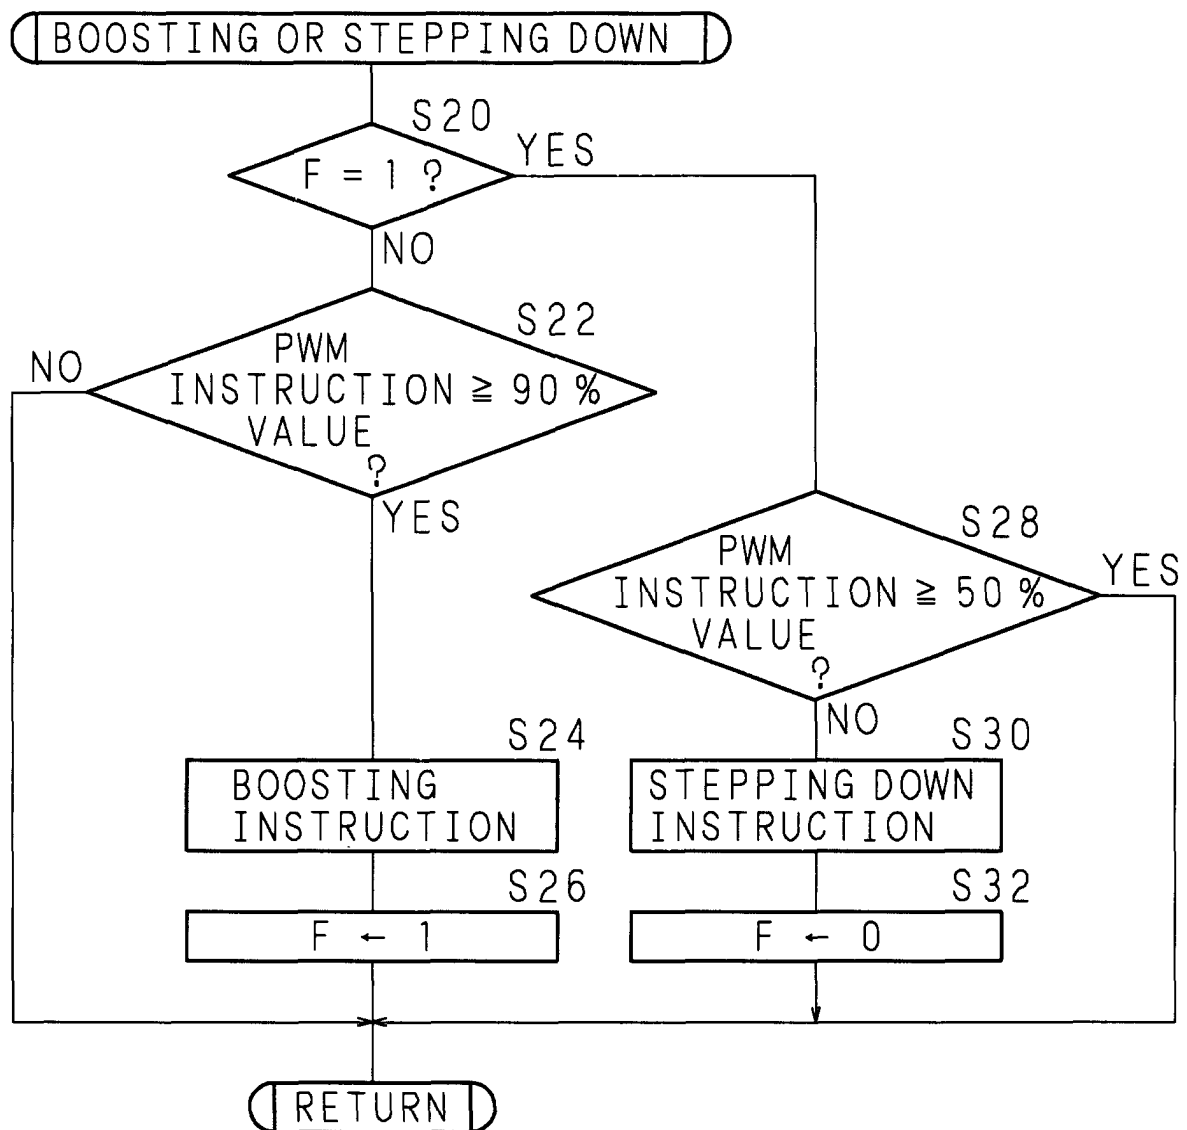 BOOSTING OR STEPPING DOWN
S20
F = 1 ?
YES
NO
S22
PWM
INSTRUCTION ≧ 90 %
VALUE
?
NO
YES
S28
PWM
INSTRUCTION ≧ 50 %
VALUE
?
YES
NO
S24
BOOSTING
INSTRUCTION
S30
STEPPING DOWN
INSTRUCTION
S26
F ← 1
S32
F ← 0
RETURN